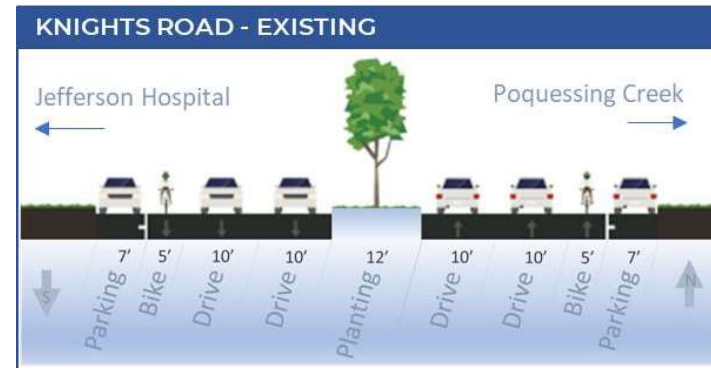 KNIGHTS ROAD - EXISTING
Jefferson Hospital
Poquessing Creek
7' 5' 10' 10' 12' 10' 10' 5' 7'
S
Parking
Bike
Drive
Drive
Planting
Drive
Drive
Bike
Parking
N